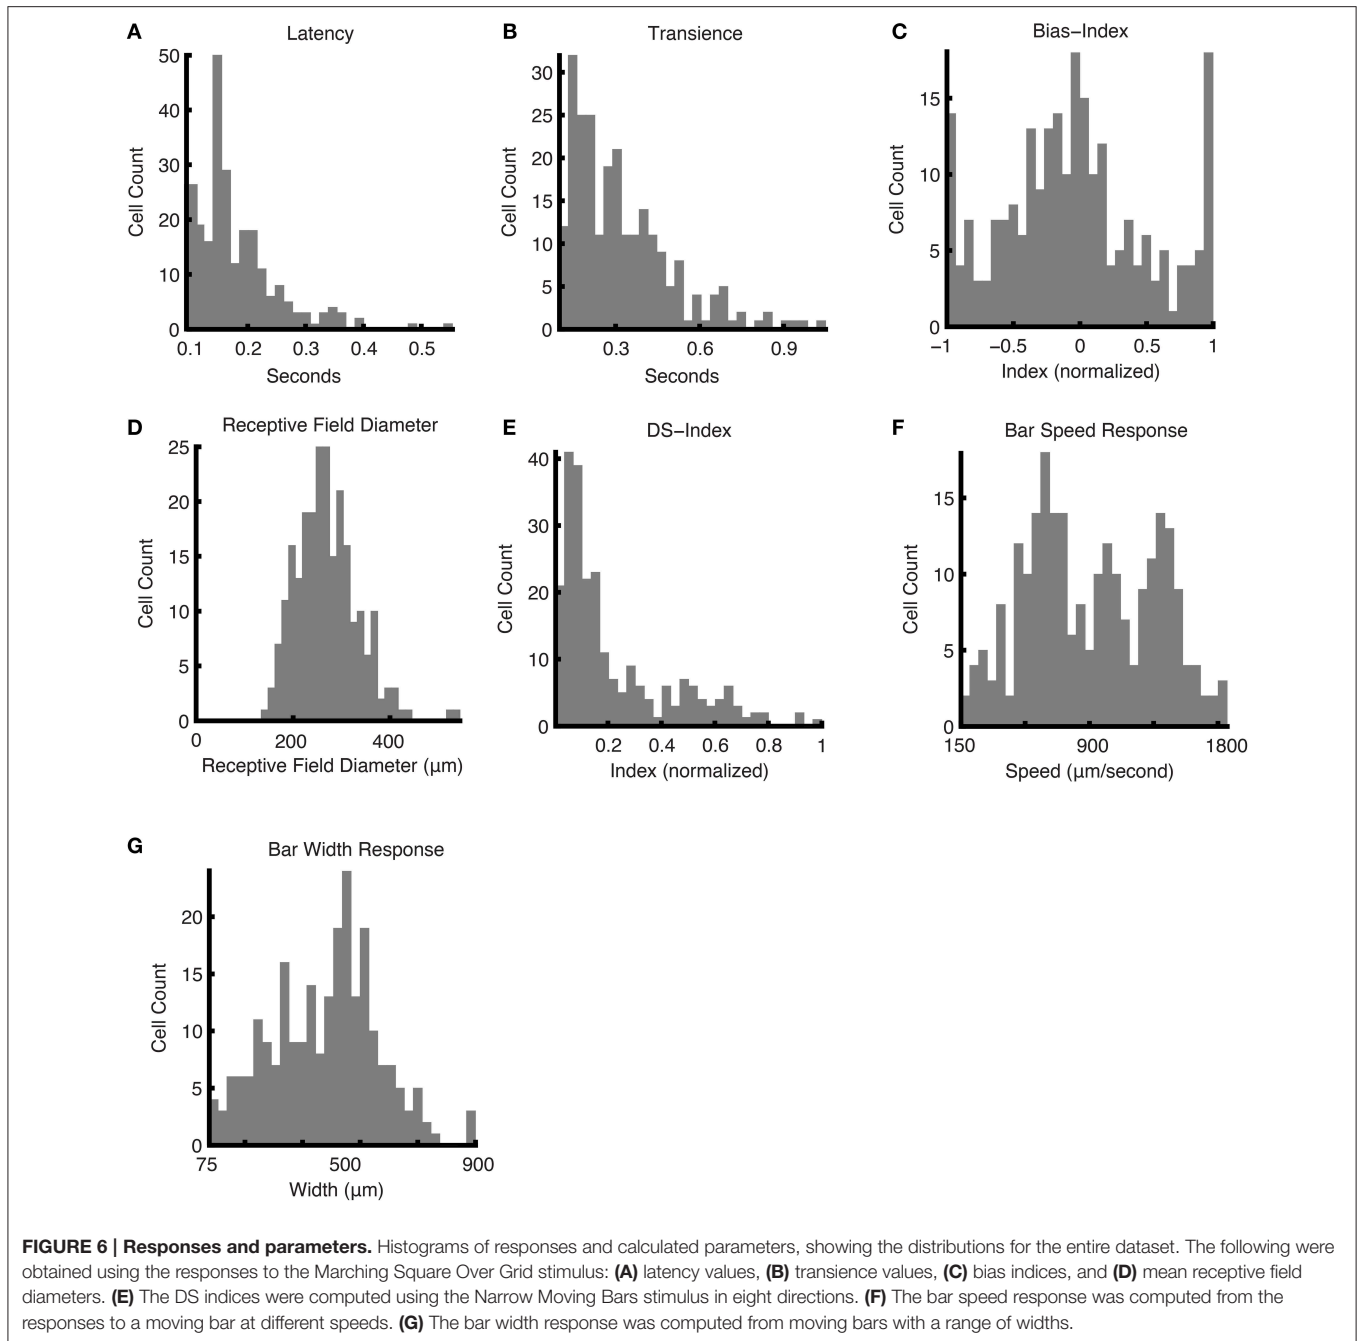 A Latency
50
40
30
20
10
0
Cell Count
0.1 0.2 0.3 0.4 0.5
Seconds
B Transience
30
25
20
15
10
5
0
Cell Count
0.3 0.6 0.9
Seconds
C Bias–Index
15
10
5
0
Cell Count
−1 −0.5 0 0.5 1
Index (normalized)
D Receptive Field Diameter
25
20
15
10
5
0
Cell Count
0 200 400
Receptive Field Diameter (μm)
E DS–Index
40
30
20
10
0
Cell Count
0.2 0.4 0.6 0.8 1
Index (normalized)
F Bar Speed Response
15
10
5
0
Cell Count
150 900 1800
Speed (μm/second)
G Bar Width Response
20
15
10
5
0
Cell Count
75 500 900
Width (μm)
FIGURE 6 | Responses and parameters. Histograms of responses and calculated parameters, showing the distributions for the entire dataset. The following were
obtained using the responses to the Marching Square Over Grid stimulus: (A) latency values, (B) transience values, (C) bias indices, and (D) mean receptive field
diameters. (E) The DS indices were computed using the Narrow Moving Bars stimulus in eight directions. (F) The bar speed response was computed from the
responses to a moving bar at different speeds. (G) The bar width response was computed from moving bars with a range of widths.